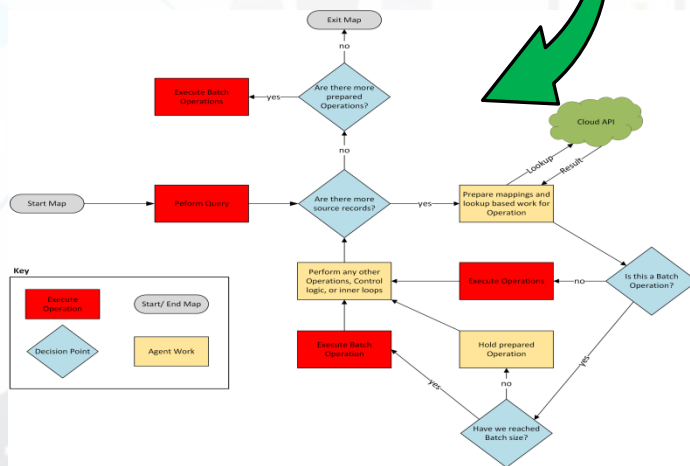 Exit Map
no
Execute Batch
Operations
yes
Are there more
prepared
Operations?
no
Cloud API
Lookup
Result
Start Map
Peform Query
Are there more
source records?
yes
Prepare mappings and
lookup based work for
Operation
Key
Execute
Operation
Start/ End Map
Decision Point
Agent Work
Perform any other
Operations, Control
logic, or inner loops
Execute Operations
no
Is this a Batch
Operation?
Execute Batch
Operation
Hold prepared
Operation
yes
no
yes
Have we reached
Batch size?